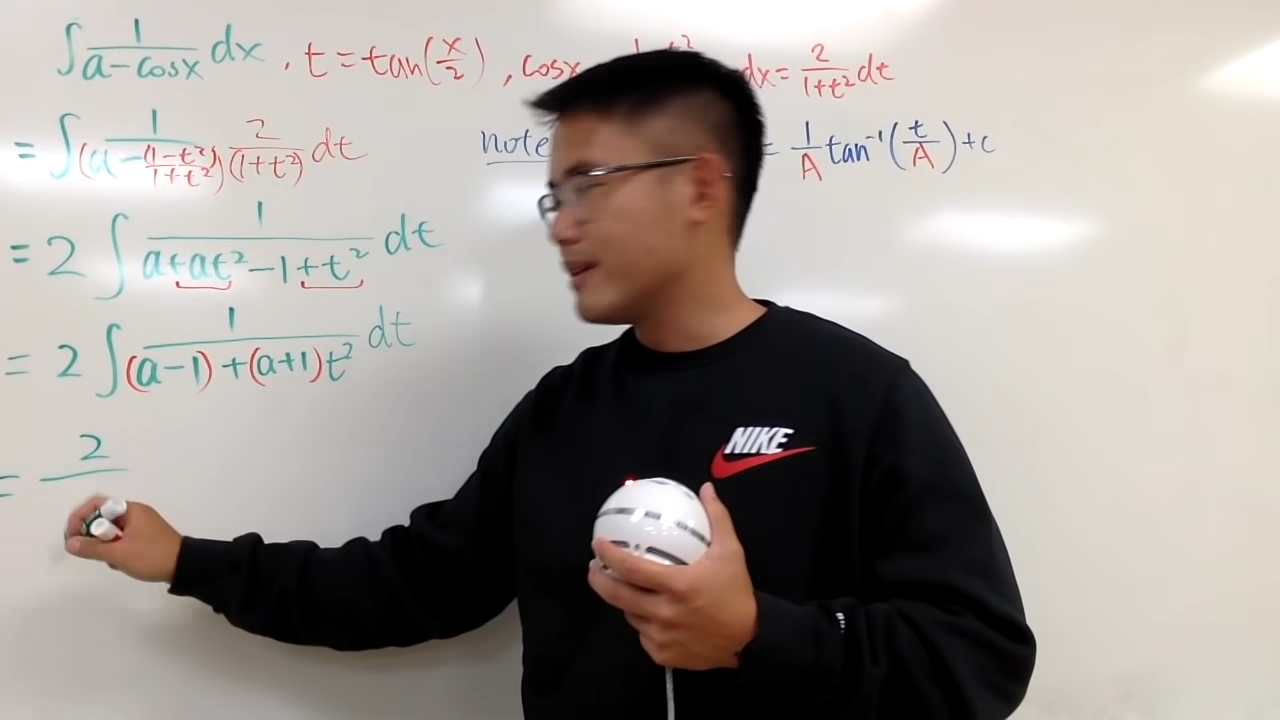 ∫ 1/(a-cosx) dx , t = tan(x/2) , cosx dx = 2/(1+t²) dt
= ∫ 1/(a-(1-t²)/(1+t²)) 2/(1+t²) dt
note = 1/A tan⁻¹(t/A)+c
= 2 ∫ 1/(a+at²-1+t²) dt
= 2 ∫ 1/((a-1)+(a+1)t²) dt
= 2
NIKE